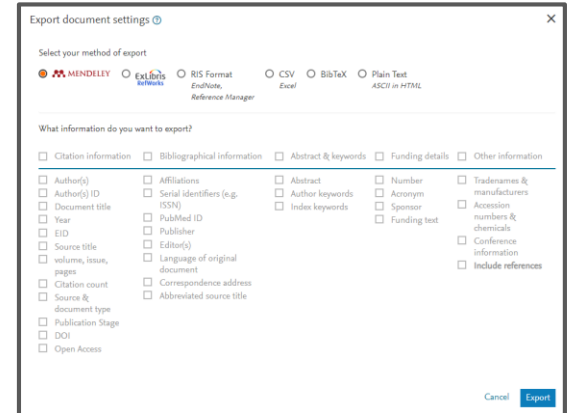 Export document settings
Select your method of export
MENDELEY
ExLibris
RefWorks
RIS Format
EndNote,
Reference Manager
CSV
Excel
BibTeX
Plain Text
ASCII in HTML
What information do you want to export?
Citation information
Author(s)
Author(s) ID
Document title
Year
EID
Source title
volume, issue,
pages
Citation count
Source &
document type
Publication Stage
DOI
Open Access
Bibliographical information
Affiliations
Serial identifiers (e.g.
ISSN)
PubMed ID
Publisher
Editor(s)
Language of original
document
Correspondence address
Abbreviated source title
Abstract & keywords
Abstract
Author keywords
Index keywords
Funding details
Number
Acronym
Sponsor
Funding text
Other information
Tradenames &
manufacturers
Accession
numbers &
chemicals
Conference
information
Include references
Cancel
Export